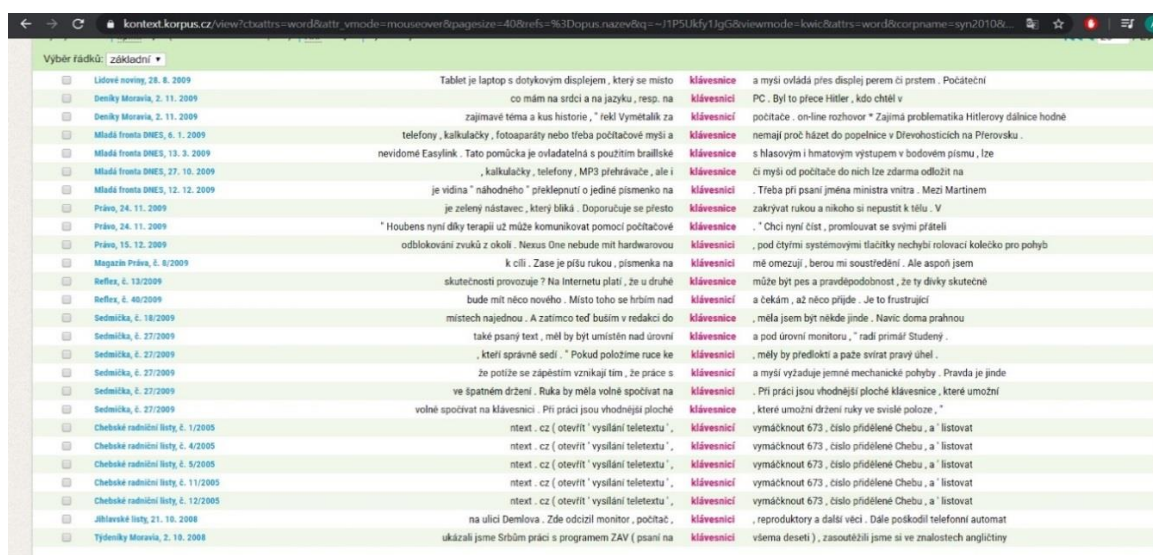 kontext.korpus.cz/view?ctxattrs=word&attr_vmode=mouseover&pagesize=40&refs=%3Dopus.nazev&q=~J1P5Ukfy1JgG&viewmode=kwic&attrs=word&corpname=syn2010&...
Výběr řádků: základní
Lidové noviny, 28. 8. 2009 Tablet je laptop s dotykovým displejem , který se místo klávesnice a myši ovládá přes displej perem či prstem . Počáteční
Deníky Moravia, 2. 11. 2009 co mám na srdci a na jazyku , resp. na klávesnici PC . Byl to přece Hitler , kdo chtěl v
Deníky Moravia, 2. 11. 2009 zajímavé téma a kus historie , " řekl Vymětalík za klávesnicí počítače . on-line rozhovor * Zajímá problematika Hitlerovy dálnice hodně
Mladá fronta DNES, 6. 1. 2009 telefony , kalkulačky , fotoaparáty nebo třeba počítačové myši a klávesnice nemají proč házet do popelnice v Dřevohosticích na Přerovsku .
Mladá fronta DNES, 13. 3. 2009 nevidomé Easylink . Tato pomůcka je ovladatelná s použitím braillské klávesnice s hlasovým i hmatovým výstupem v bodovém písmu , lze
Mladá fronta DNES, 27. 10. 2009 , kalkulačky , telefony , MP3 přehrávače , ale i klávesnice či myši od počítače do nich lze zdarma odložit na
Mladá fronta DNES, 12. 12. 2009 je vidina " náhodného " překlepnutí o jediné písmenko na klávesnici . Třeba při psaní jména ministra vnitra . Mezi Martinem
Právo, 24. 11. 2009 je zelený nástavec , který bliká . Doporučuje se přesto klávesnice zakrývat rukou a nikoho si nepustit k tělu . V
Právo, 24. 11. 2009 " Houbens nyní díky terapii už může komunikovat pomocí počítačové klávesnice . " Chci nyní číst , promlouvat se svými přáteli
Právo, 15. 12. 2009 odblokování zvuků z okolí . Nexus One nebude mít hardwarovou klávesnici , pod čtyřmi systémovými tlačítky nechybí rolovací kolečko pro pohyb
Magazín Práva, č. 8/2009 k cíli . Zase je píšu rukou , písmenka na klávesnici mě omezují , berou mi soustředění . Ale aspoň jsem
Reflex, č. 13/2009 skutečnosti provozuje ? Na Internetu platí , že u druhé klávesnice může být pes a pravděpodobnost , že ty dívky skutečně
Reflex, č. 40/2009 bude mít něco nového . Místo toho se hrbím nad klávesnicí a čekám , až něco přijde . Je to frustrující
Sedmička, č. 18/2009 místech najednou . A zatímco teď buším v redakci do klávesnice , měla jsem být někde jinde . Navíc doma prahnou
Sedmička, č. 27/2009 také psaný text , měl by být umístěn nad úrovní klávesnice a pod úrovní monitoru , " radí primář Studený .
Sedmička, č. 27/2009 , kteří správně sedí . " Pokud položíme ruce ke klávesnici , měly by předloktí a paže svírat pravý úhel .
Sedmička, č. 27/2009 že potíže se zápěstím vznikají tím , že práce s klávesnicí a myší vyžaduje jemné mechanické pohyby . Pravda je jinde
Sedmička, č. 27/2009 ve špatném držení . Ruka by měla volně spočívat na klávesnici . Při práci jsou vhodnější ploché klávesnice , které umožní
Sedmička, č. 27/2009 volně spočívat na klávesnici . Při práci jsou vhodnější ploché klávesnice , které umožní držení ruky ve svislé poloze , "
Chebské radniční listy, č. 1/2005 ntext . cz ( otevřít ' vysílání teletextu ' , klávesnicí vymáčknout 673 , číslo přidělené Chebu , a ' listovat
Chebské radniční listy, č. 4/2005 ntext . cz ( otevřít ' vysílání teletextu ' , klávesnicí vymáčknout 673 , číslo přidělené Chebu , a ' listovat
Chebské radniční listy, č. 5/2005 ntext . cz ( otevřít ' vysílání teletextu ' , klávesnicí vymáčknout 673 , číslo přidělené Chebu , a ' listovat
Chebské radniční listy, č. 11/2005 ntext . cz ( otevřít ' vysílání teletextu ' , klávesnicí vymáčknout 673 , číslo přidělené Chebu , a ' listovat
Chebské radniční listy, č. 12/2005 ntext . cz ( otevřít ' vysílání teletextu ' , klávesnicí vymáčknout 673 , číslo přidělené Chebu , a ' listovat
Jihlavské listy, 21. 10. 2008 na ulici Demlova . Zde odcizil monitor , počítač , klávesnici , reproduktory a další věci . Dále poškodil telefonní automat
Týdeníky Moravia, 2. 10. 2008 ukázali jsme Srbům práci s programem ZAV ( psaní na klávesnici všema deseti ) , zasoutěžili jsme si ve znalostech angličtiny